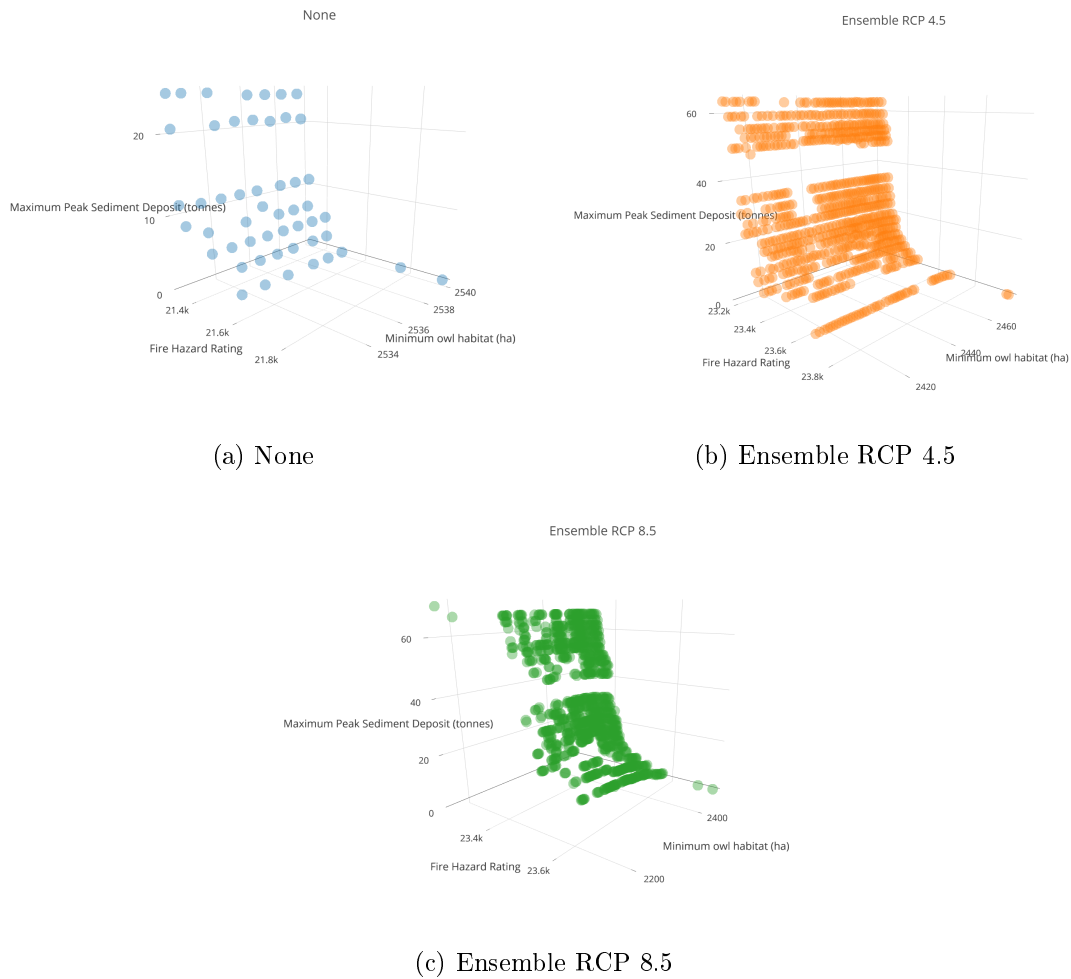 None
20
Maximum Peak Sediment Deposit (tonnes)
10
0
21.4k
21.6k
21.8k
Fire Hazard Rating
2540
2538
2536
2534
Minimum owl habitat (ha)
(a) None
Ensemble RCP 4.5
60
40
Maximum Peak Sediment Deposit (tonnes)
20
0
23.2k
23.4k
23.6k
23.8k
Fire Hazard Rating
2460
2440
2420
Minimum owl habitat (ha)
(b) Ensemble RCP 4.5
Ensemble RCP 8.5
60
40
Maximum Peak Sediment Deposit (tonnes)
20
0
23.4k
23.6k
Fire Hazard Rating
2400
2200
Minimum owl habitat (ha)
(c) Ensemble RCP 8.5